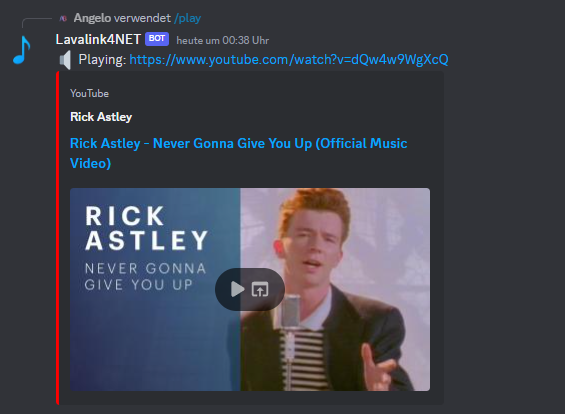 Angelo verwendet /play
Lavalink4NET BOT heute um 00:38 Uhr
Playing: https://www.youtube.com/watch?v=dQw4w9WgXcQ
YouTube
Rick Astley
Rick Astley - Never Gonna Give You Up (Official Music
Video)
RICK
ASTLEY
NEVER GONNA
GIVE YOU UP